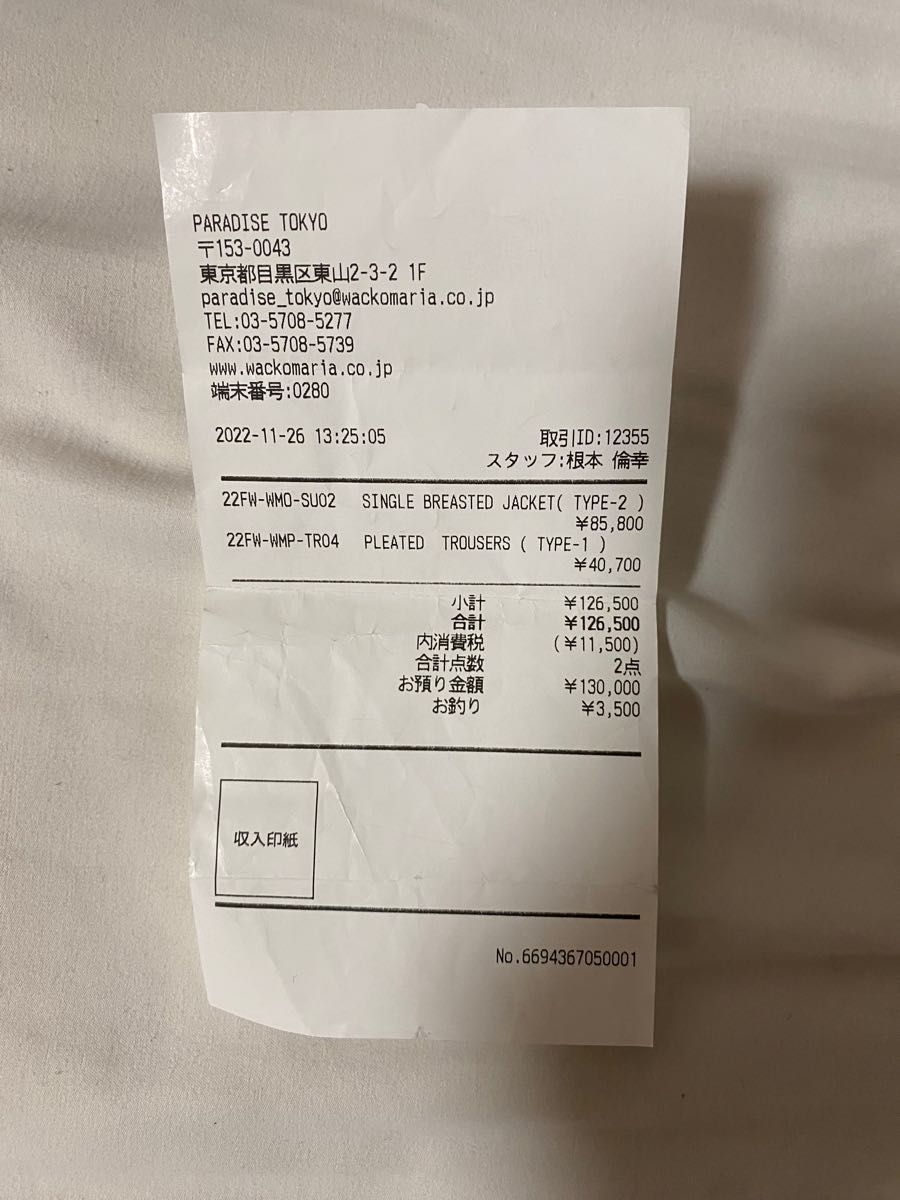 PARADISE TOKYO
〒153-0043
東京都目黒区東山2-3-2 1F
paradise_tokyo@wackomaria.co.jp
TEL:03-5708-5277
FAX:03-5708-5739
www.wackomaria.co.jp
端末番号:0280
2022-11-26 13:25:05 取引ID:12355
スタッフ:根本 倫幸
22FW-WMO-SU02 SINGLE BREASTED JACKET( TYPE-2 )
¥85,800
22FW-WMP-TR04 PLEATED TROUSERS ( TYPE-1 )
¥40,700
小計 ¥126,500
合計 ¥126,500
内消費税 (¥11,500)
合計点数 2点
お預り金額 ¥130,000
お釣り ¥3,500
収入印紙
No.6694367050001